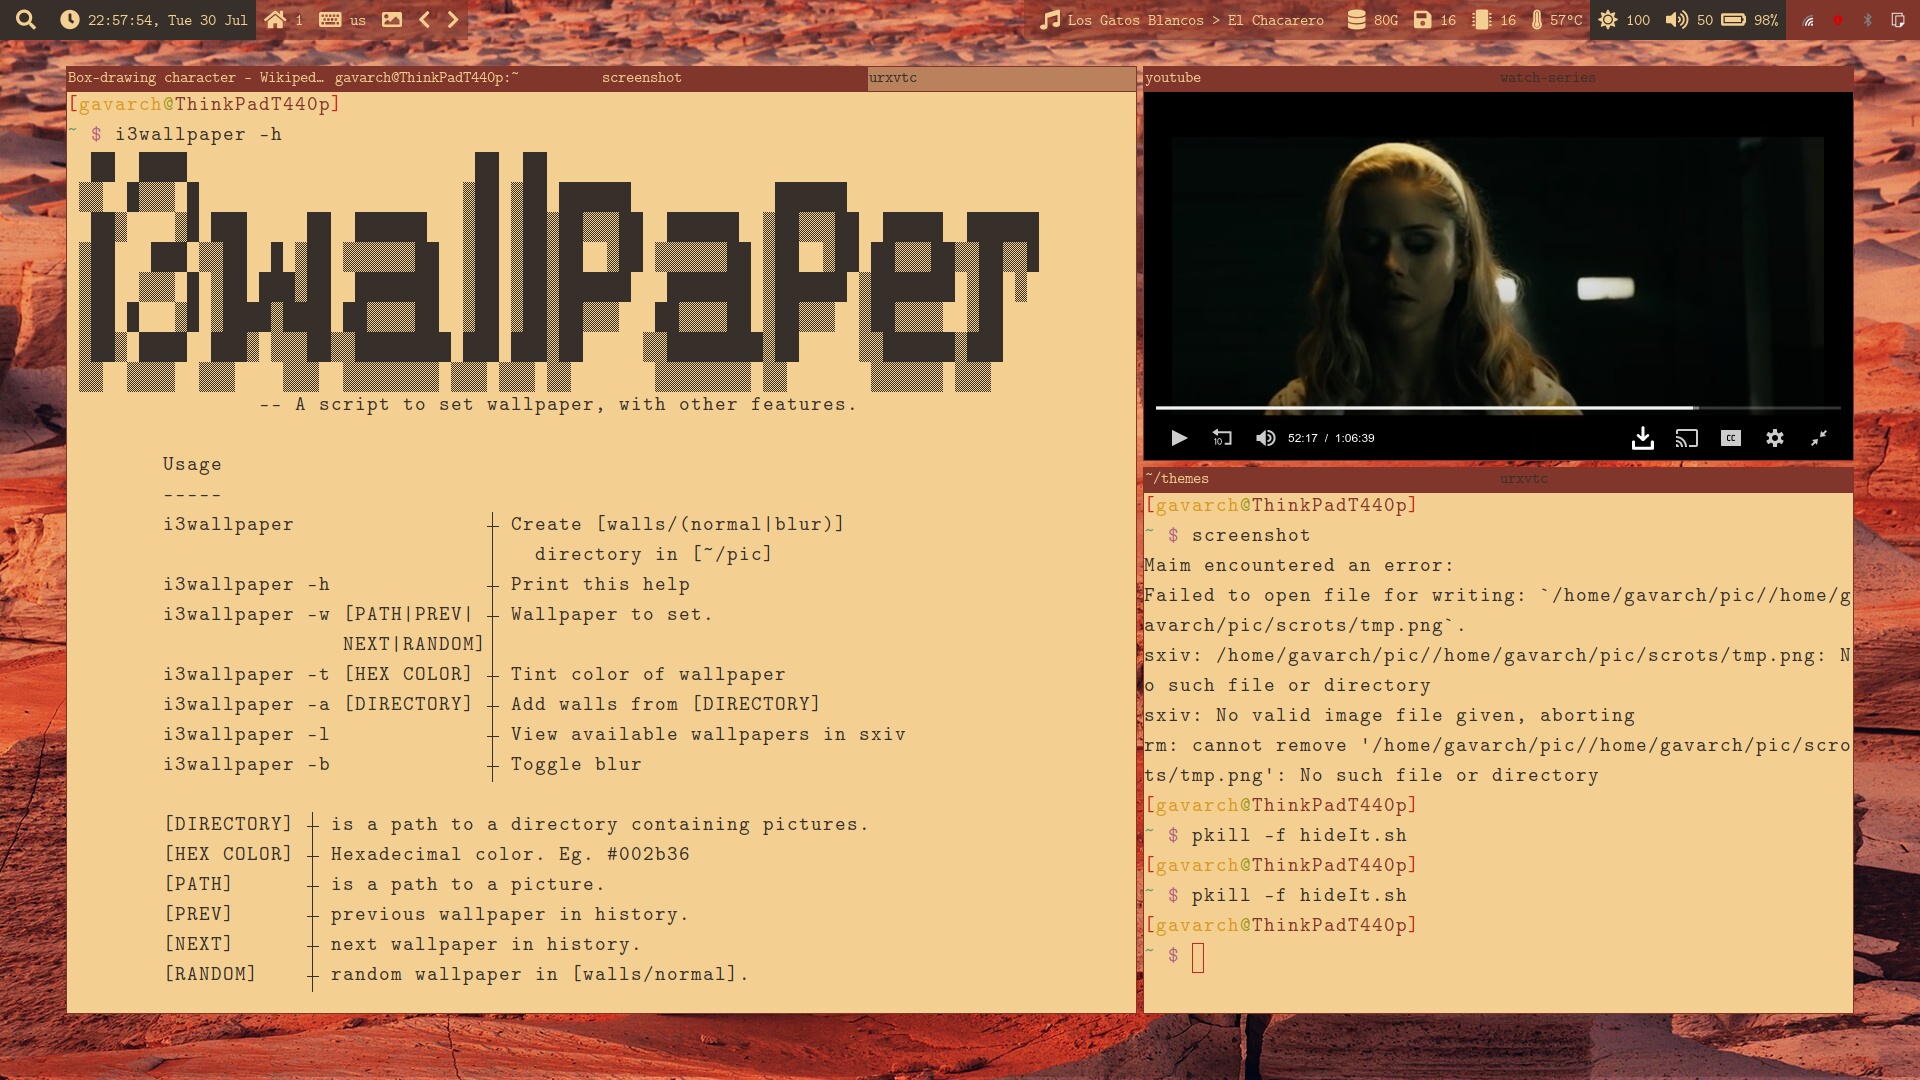 22:57:54, Tue 30 Jul 1 us Los Gatos Blancos > El Chacarero 80G 16 16 57°C 100 50 98%
Box-drawing character - Wikiped… gavarch@ThinkPadT440p:~ screenshot urxvtc
[gavarch@ThinkPadT440p]
~ $ i3wallpaper -h
i3wallpaper
-- A script to set wallpaper, with other features.
Usage
-----
i3wallpaper ┼ Create [walls/(normal|blur)]
│ directory in [~/pic]
i3wallpaper -h ┼ Print this help
i3wallpaper -w [PATH|PREV| ┼ Wallpaper to set.
NEXT|RANDOM]│
i3wallpaper -t [HEX COLOR] ┼ Tint color of wallpaper
i3wallpaper -a [DIRECTORY] ┼ Add walls from [DIRECTORY]
i3wallpaper -l ┼ View available wallpapers in sxiv
i3wallpaper -b ┼ Toggle blur
[DIRECTORY] ┼ is a path to a directory containing pictures.
[HEX COLOR] ┼ Hexadecimal color. Eg. #002b36
[PATH] ┼ is a path to a picture.
[PREV] ┼ previous wallpaper in history.
[NEXT] ┼ next wallpaper in history.
[RANDOM] ┼ random wallpaper in [walls/normal].
youtube watch-series
10 52:17 / 1:06:39 CC
~/themes urxvtc
[gavarch@ThinkPadT440p]
~ $ screenshot
Maim encountered an error:
Failed to open file for writing: `/home/gavarch/pic//home/g
avarch/pic/scrots/tmp.png`.
sxiv: /home/gavarch/pic//home/gavarch/pic/scrots/tmp.png: N
o such file or directory
sxiv: No valid image file given, aborting
rm: cannot remove '/home/gavarch/pic//home/gavarch/pic/scro
ts/tmp.png': No such file or directory
[gavarch@ThinkPadT440p]
~ $ pkill -f hideIt.sh
[gavarch@ThinkPadT440p]
~ $ pkill -f hideIt.sh
[gavarch@ThinkPadT440p]
~ $